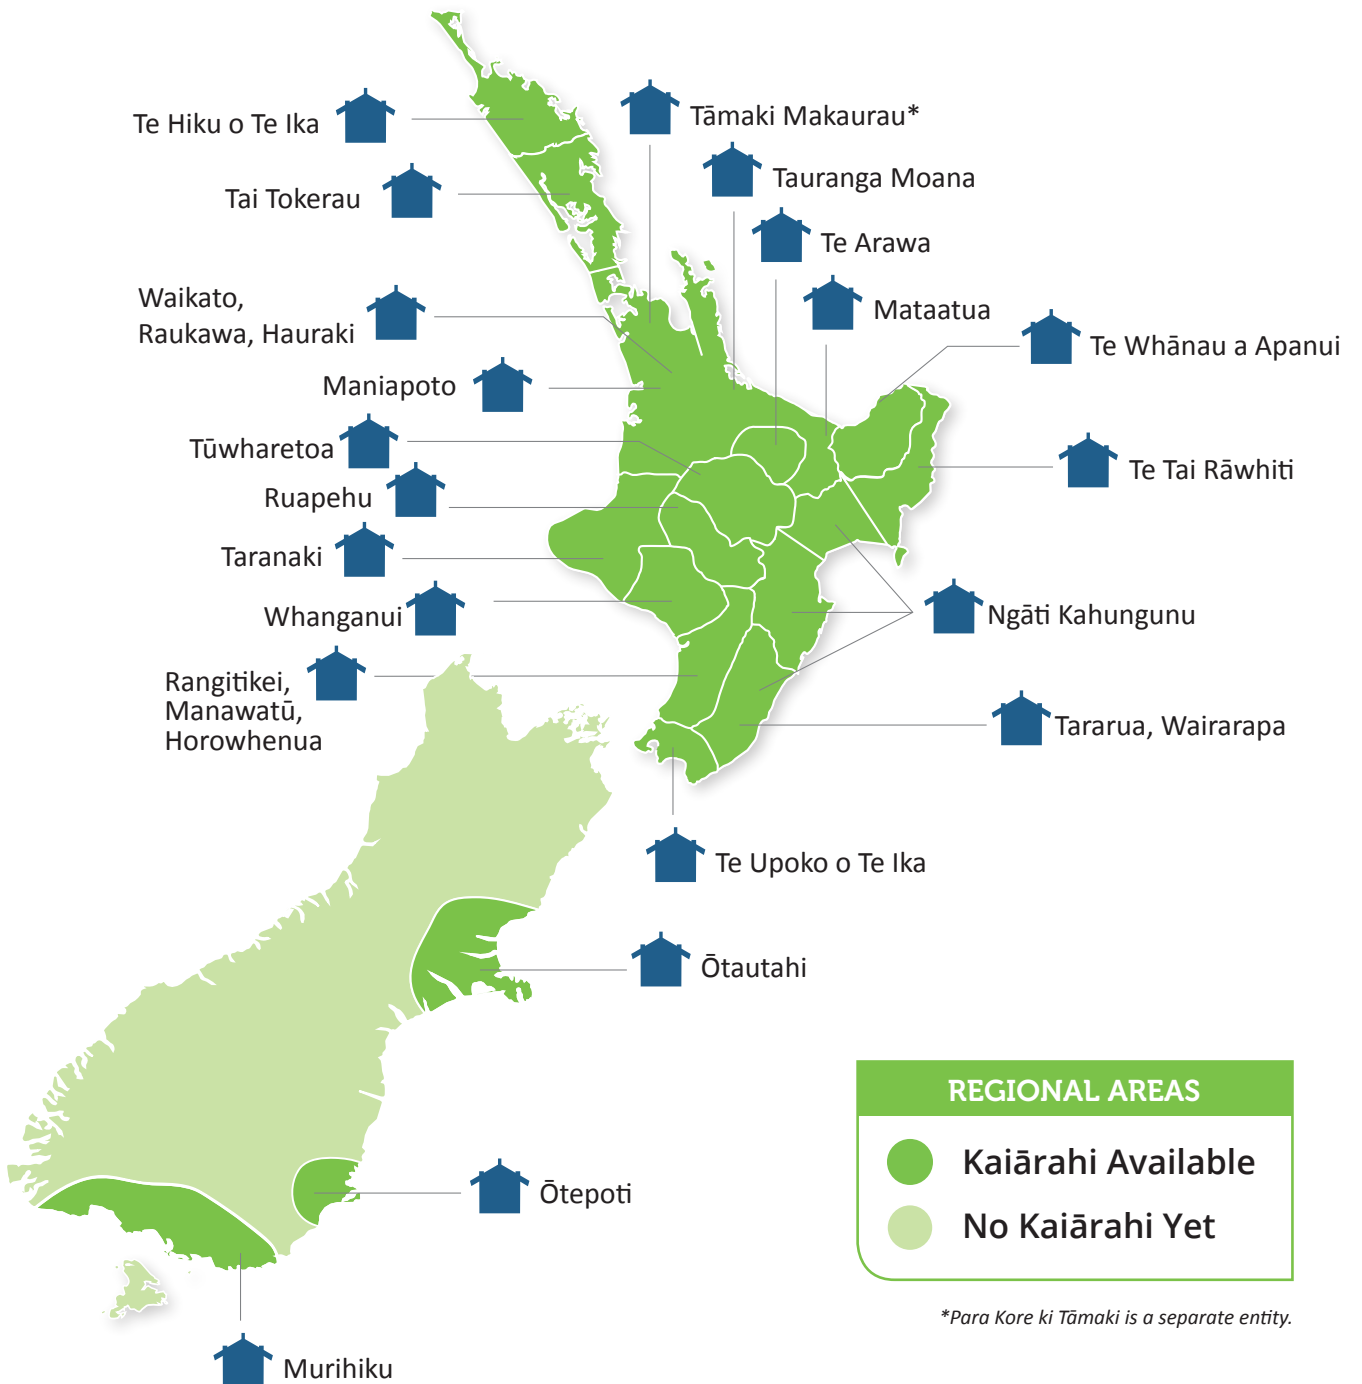 Te Hiku o Te Ika
Tāmaki Makaurau*
Tai Tokerau
Tauranga Moana
Te Arawa
Waikato,
Raukawa, Hauraki
Mataatua
Te Whānau a Apanui
Maniapoto
Tūwharetoa
Te Tai Rāwhiti
Ruapehu
Taranaki
Whanganui
Ngāti Kahungunu
Rangitikei,
Manawatū,
Horowhenua
Tararua, Wairarapa
Te Upoko o Te Ika
Ōtautahi
Ōtepoti
Murihiku
REGIONAL AREAS
Kaiārahi Available
No Kaiārahi Yet
*Para Kore ki Tāmaki is a separate entity.